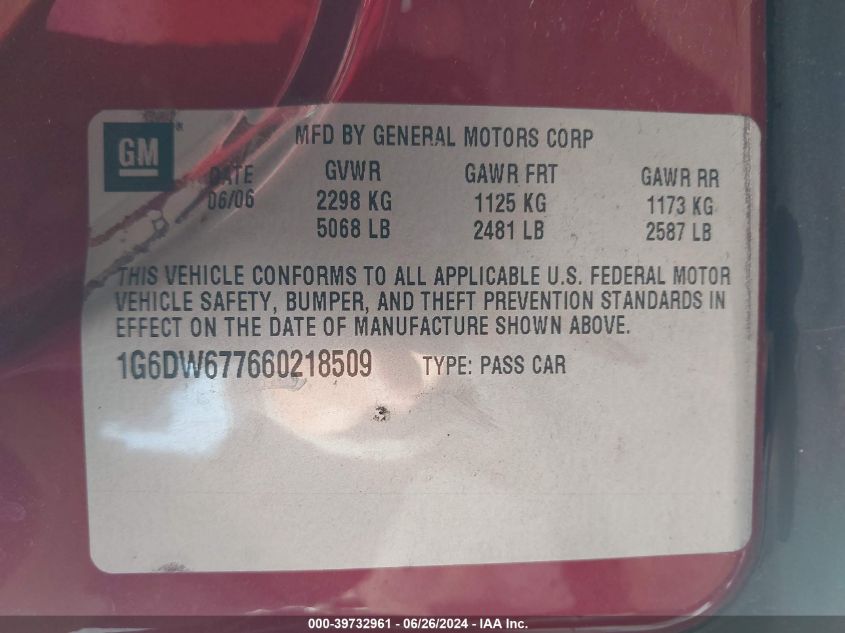 GM ®
MFD BY GENERAL MOTORS CORP
DATE GVWR GAWR FRT GAWR RR
06/06 2298 KG 1125 KG 1173 KG
5068 LB 2481 LB 2587 LB
THIS VEHICLE CONFORMS TO ALL APPLICABLE U.S. FEDERAL MOTOR
VEHICLE SAFETY, BUMPER, AND THEFT PREVENTION STANDARDS IN
EFFECT ON THE DATE OF MANUFACTURE SHOWN ABOVE.
1G6DW677660218509 TYPE: PASS CAR
000-39732961 - 06/26/2024 - IAA Inc.